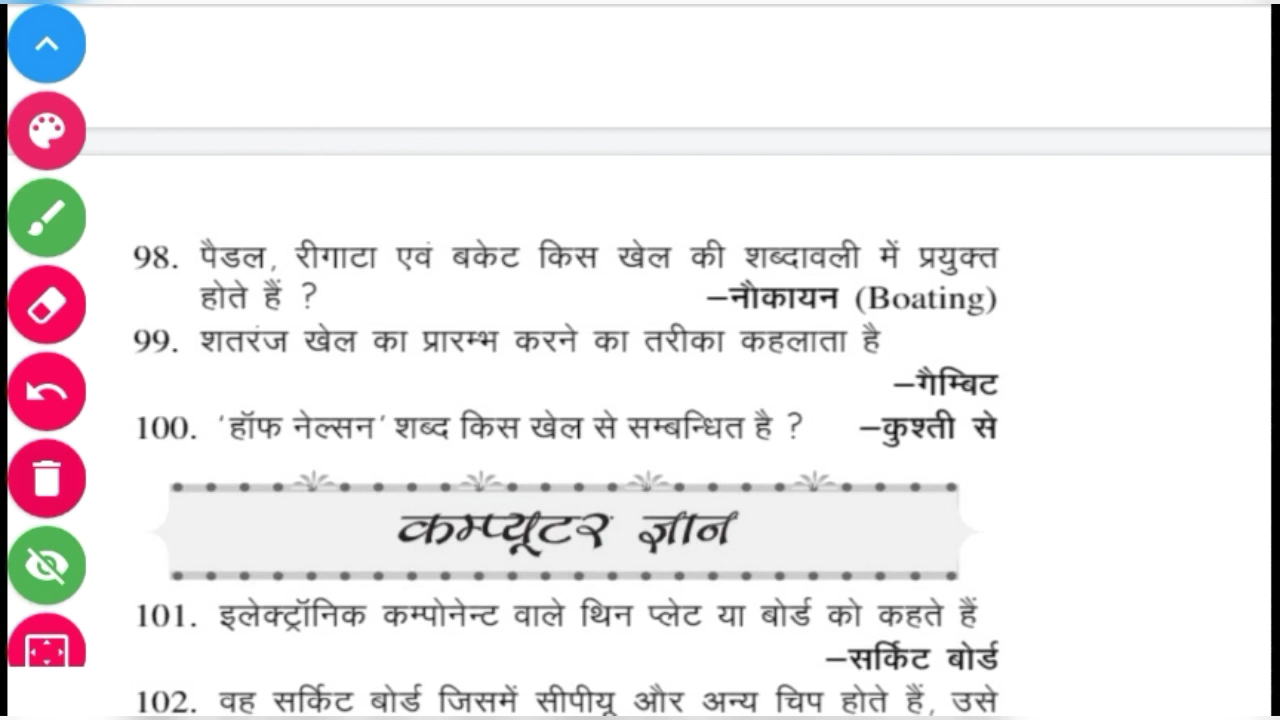 98. पैडल, रीगाटा एवं बकेट किस खेल की शब्दावली में प्रयुक्त
होते हैं ? –नौकायन (Boating)
99. शतरंज खेल का प्रारम्भ करने का तरीका कहलाता है
–गैम्बिट
100. 'हॉफ नेल्सन' शब्द किस खेल से सम्बन्धित है ? –कुश्ती से
कम्प्यूटर ज्ञान
101. इलेक्ट्रॉनिक कम्पोनेन्ट वाले थिन प्लेट या बोर्ड को कहते हैं
–सर्किट बोर्ड
102. वह सर्किट बोर्ड जिसमें सीपीयू और अन्य चिप होते हैं, उसे